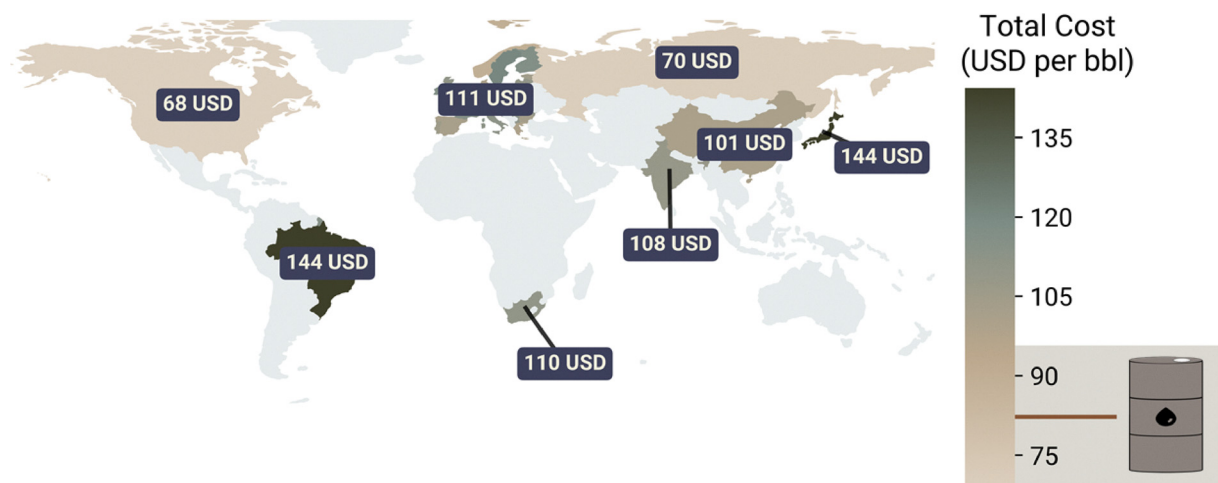 Total Cost
(USD per bbl)
70 USD
68 USD
111 USD
101 USD
144 USD
108 USD
144 USD
110 USD
135
120
105
90
75